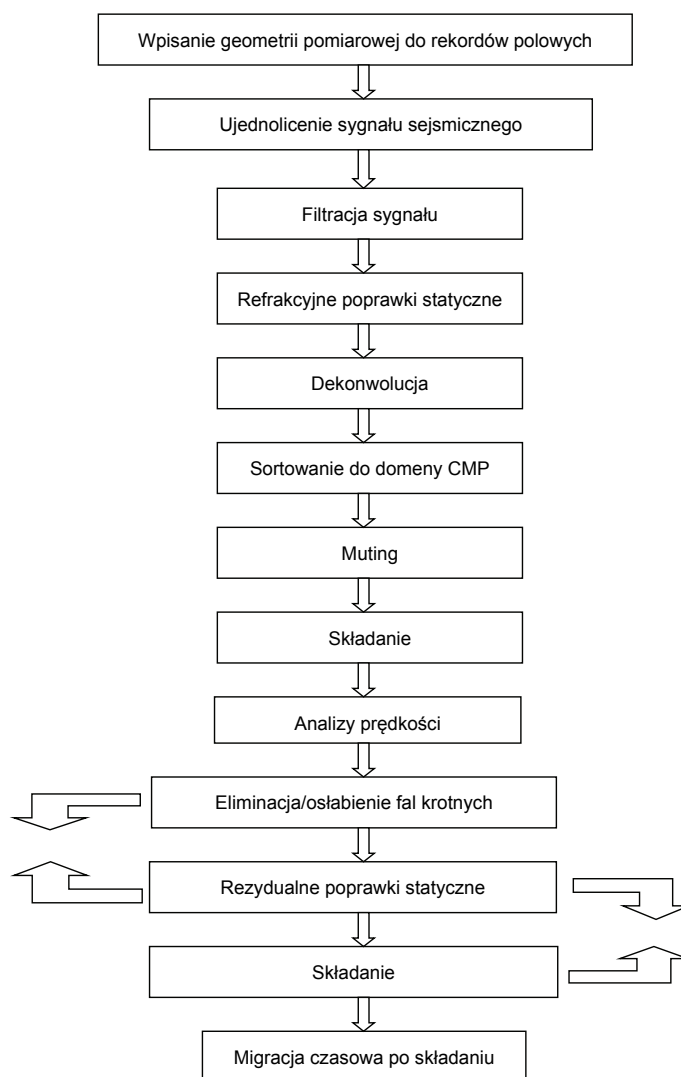 Wpisanie geometrii pomiarowej do rekordów polowych
Ujednolicenie sygnału sejsmicznego
Filtracja sygnału
Refrakcyjne poprawki statyczne
Dekonwolucja
Sortowanie do domeny CMP
Muting
Składanie
Analizy prędkości
Eliminacja/osłabienie fal krotnych
Rezydualne poprawki statyczne
Składanie
Migracja czasowa po składaniu